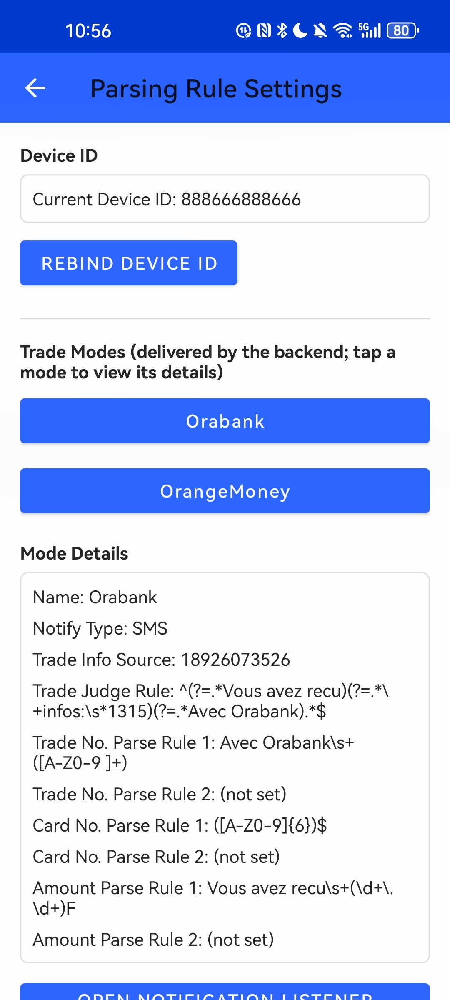 10:56
5G
80
Parsing Rule Settings
Device ID
Current Device ID: 888666888666
REBIND DEVICE ID
Trade Modes (delivered by the backend; tap a
mode to view its details)
Orabank
OrangeMoney
Mode Details
Name: Orabank
Notify Type: SMS
Trade Info Source: 18926073526
Trade Judge Rule: ^(?=.*Vous avez recu)(?=.*\
+infos:\s*1315)(?=.*Avec Orabank).*$
Trade No. Parse Rule 1: Avec Orabank\s+
([A-Z0-9 ]+)
Trade No. Parse Rule 2: (not set)
Card No. Parse Rule 1: ([A-Z0-9]{6})$
Card No. Parse Rule 2: (not set)
Amount Parse Rule 1: Vous avez recu\s+(\d+\.
\d+)F
Amount Parse Rule 2: (not set)
OPEN NOTIFICATION LISTENER